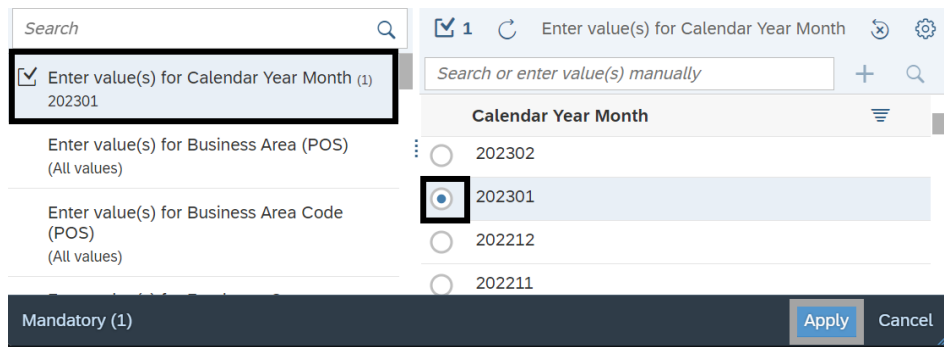 Search
Enter value(s) for Calendar Year Month (1)
202301
Enter value(s) for Business Area (POS)
(All values)
Enter value(s) for Business Area Code
(POS)
(All values)
1
Enter value(s) for Calendar Year Month
Search or enter value(s) manually
Calendar Year Month
202302
202301
202212
202211
Mandatory (1)
Apply
Cancel